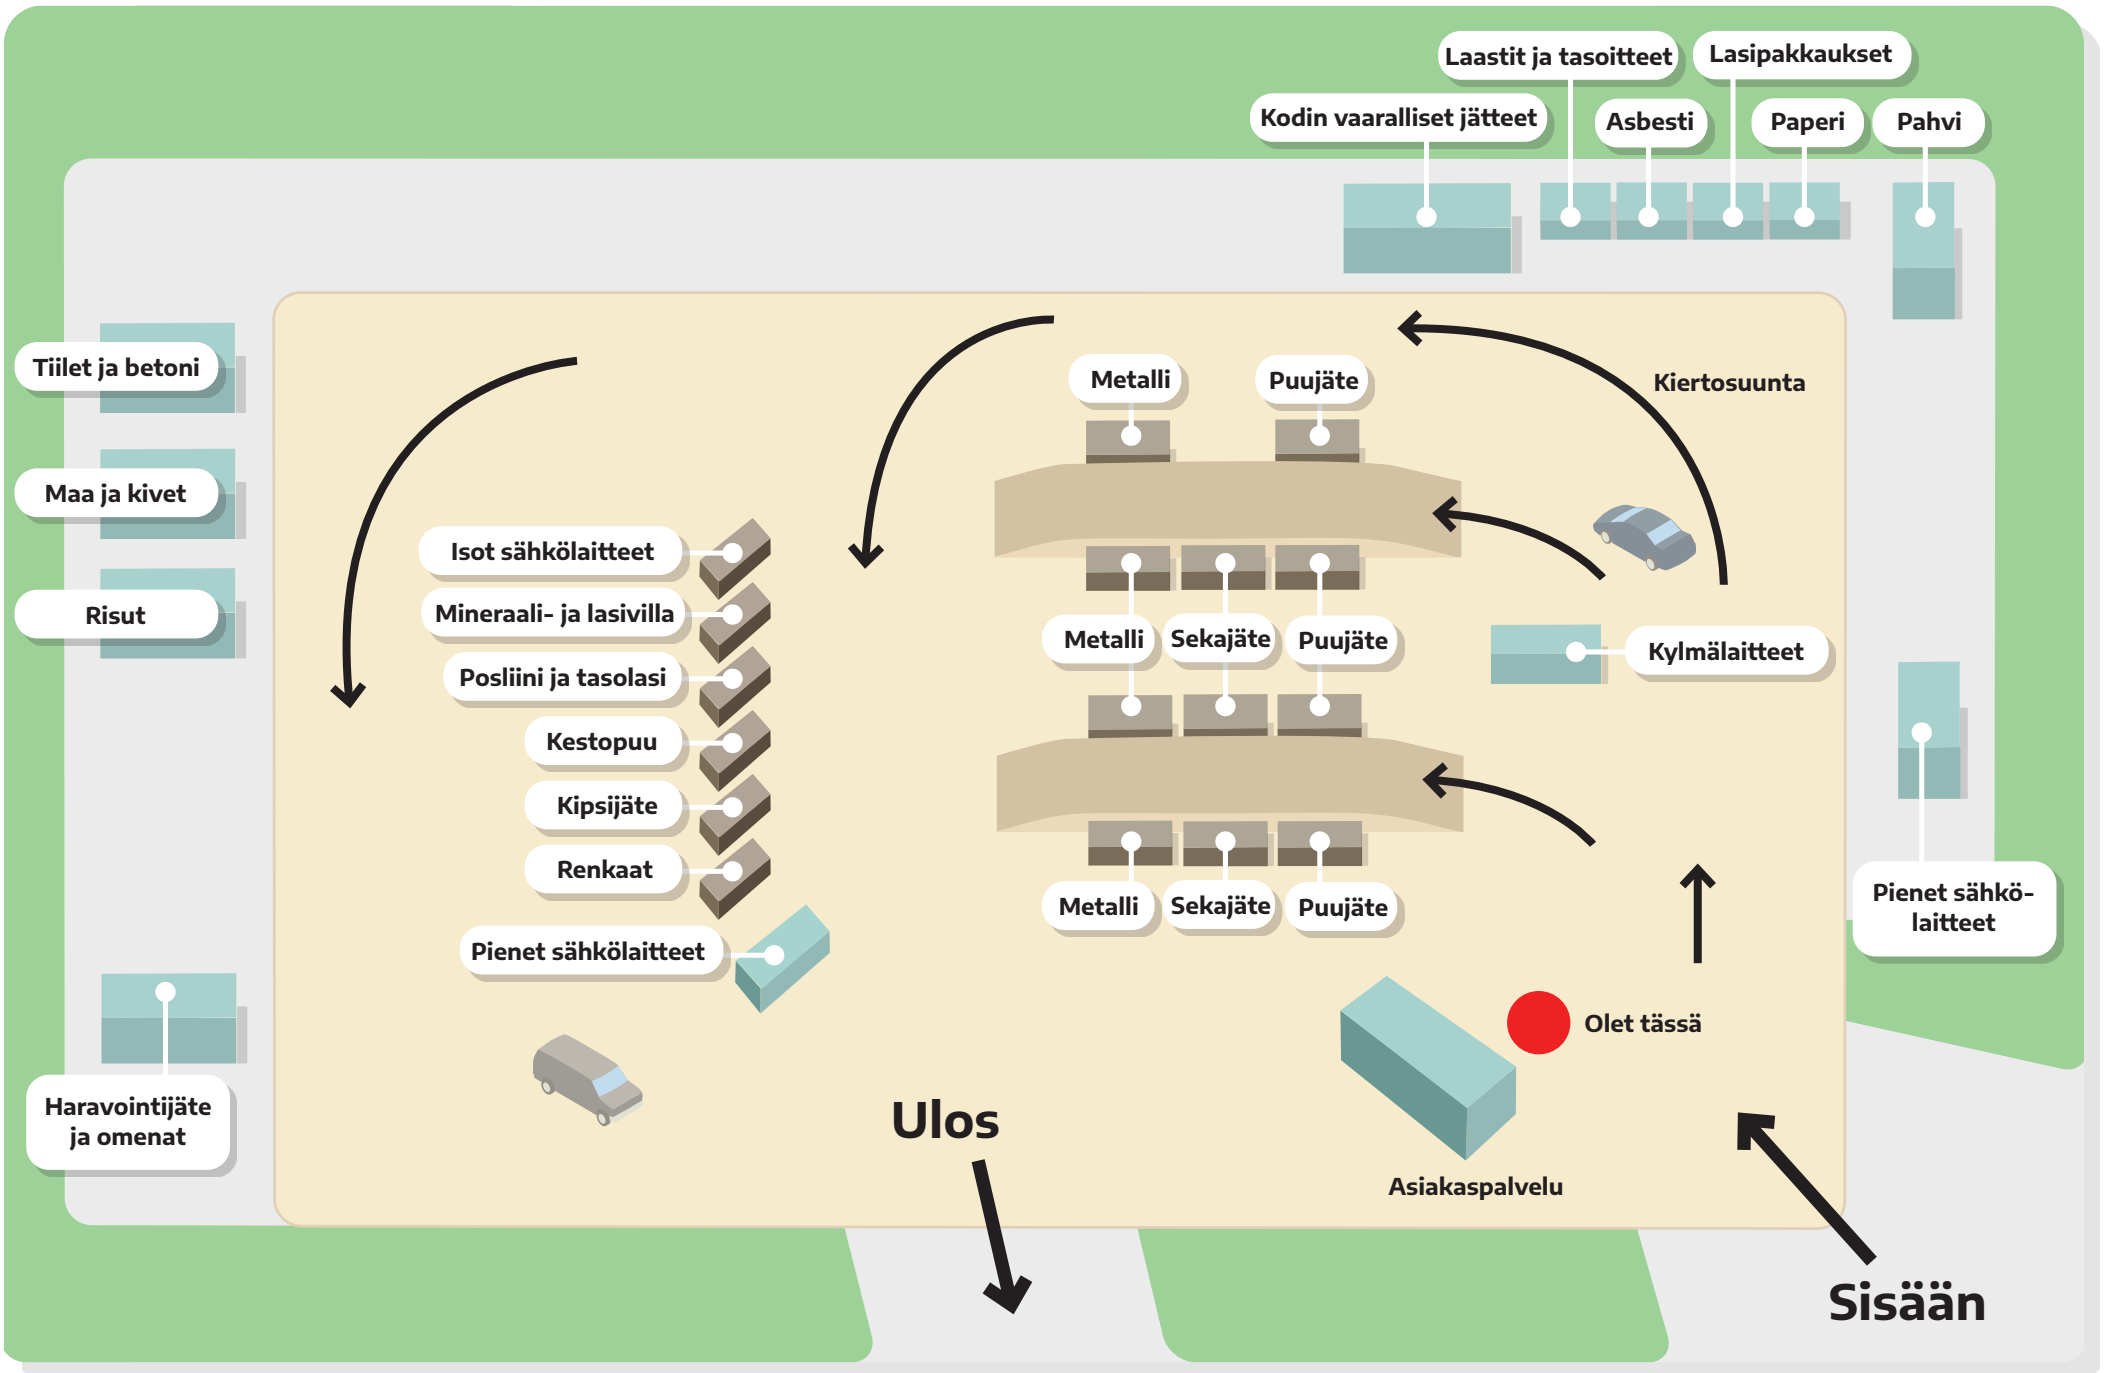 Laastit ja tasoitteet
Lasipakkaukset
Kodin vaaralliset jätteet
Asbesti
Paperi
Pahvi
Tiilet ja betoni
Metalli
Puujäte
Kiertosuunta
Maa ja kivet
Isot sähkölaitteet
Risut
Mineraali- ja lasivilla
Metalli
Sekajäte
Puujäte
Kylmälaitteet
Posliini ja tasolasi
Kestopuu
Kipsijäte
Renkaat
Metalli
Sekajäte
Puujäte
Pienet sähkö-
laitteet
Pienet sähkölaitteet
Olet tässä
Haravointijäte
ja omenat
Ulos
Asiakaspalvelu
Sisään